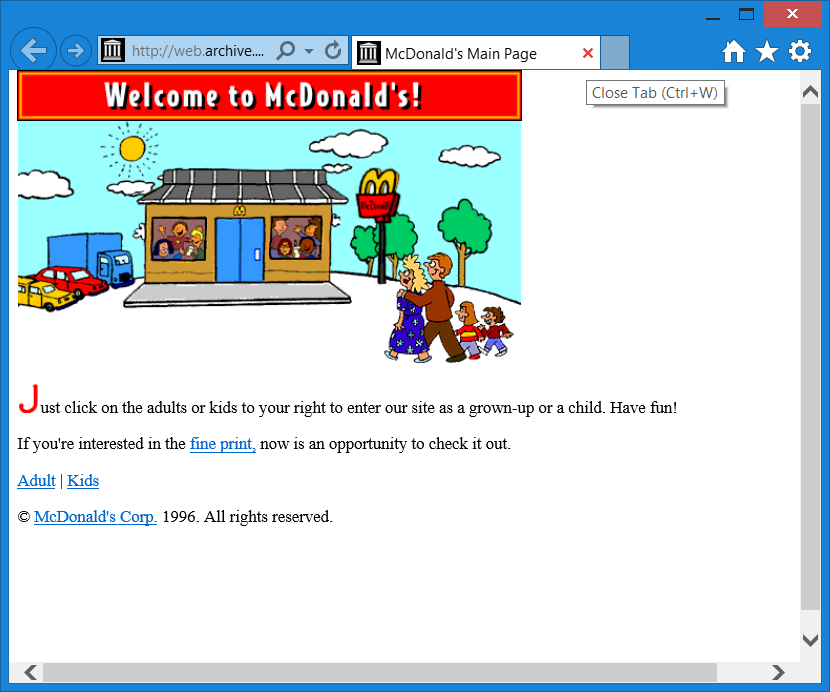 http://web.archive....
McDonald's Main Page
Close Tab (Ctrl+W)
Welcome to McDonald's!
McDonald's
Just click on the adults or kids to your right to enter our site as a grown-up or a child. Have fun!
If you're interested in the fine print, now is an opportunity to check it out.
Adult | Kids
© McDonald's Corp. 1996. All rights reserved.